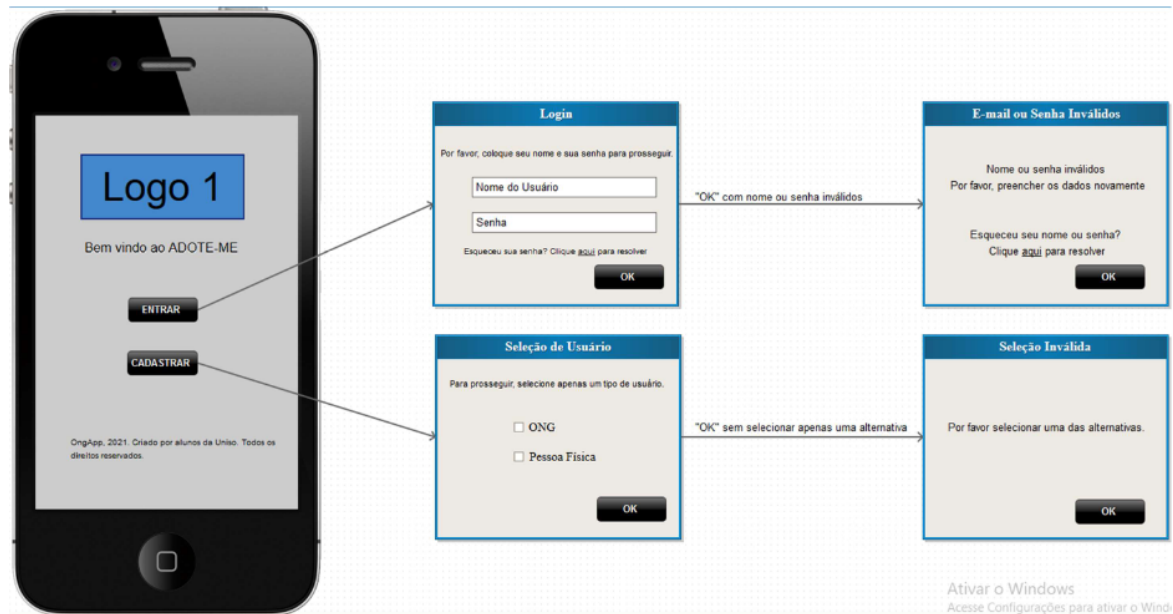 Logo 1
Bem vindo ao ADOTE-ME
ENTRAR
CADASTRAR
OngApp, 2021. Criado por alunos da Uniso. Todos os
direitos reservados.
Login
Por favor, coloque seu nome e sua senha para prosseguir.
Nome do Usuário
Senha
Esqueceu sua senha? Clique aqui para resolver
OK
"OK" com nome ou senha inválidos
E-mail ou Senha Inválidos
Nome ou senha inválidos
Por favor, preencher os dados novamente
Esqueceu seu nome ou senha?
Clique aqui para resolver
OK
Seleção de Usuário
Para prosseguir, selecione apenas um tipo de usuário.
ONG
Pessoa Física
OK
"OK" sem selecionar apenas uma alternativa
Seleção Inválida
Por favor selecionar uma das alternativas.
OK
Ativar o Windows
Acesse Configurações para ativar o Wind